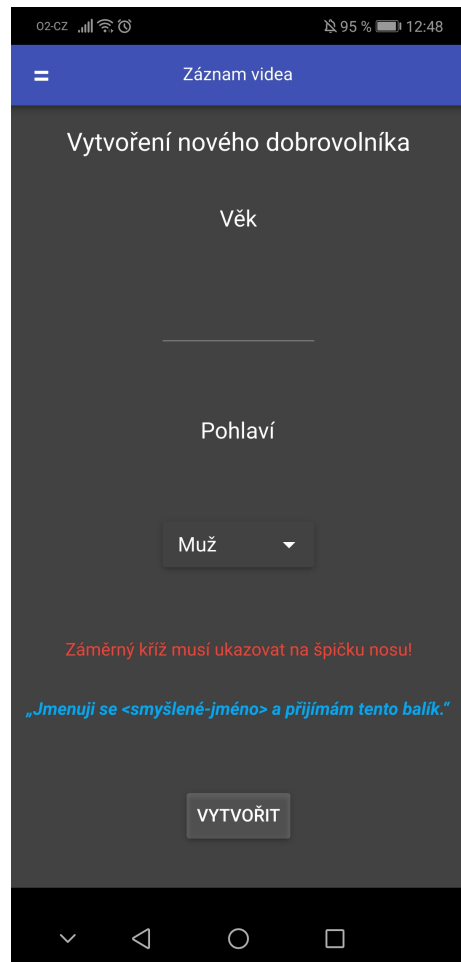 O2-CZ 95 % 12:48
Záznam videa
Vytvoření nového dobrovolníka
Věk
Pohlaví
Muž
Záměrný kříž musí ukazovat na špičku nosu!
„Jmenuji se <smyšlené-jméno> a přijímám tento balík.“
VYTVOŘIT